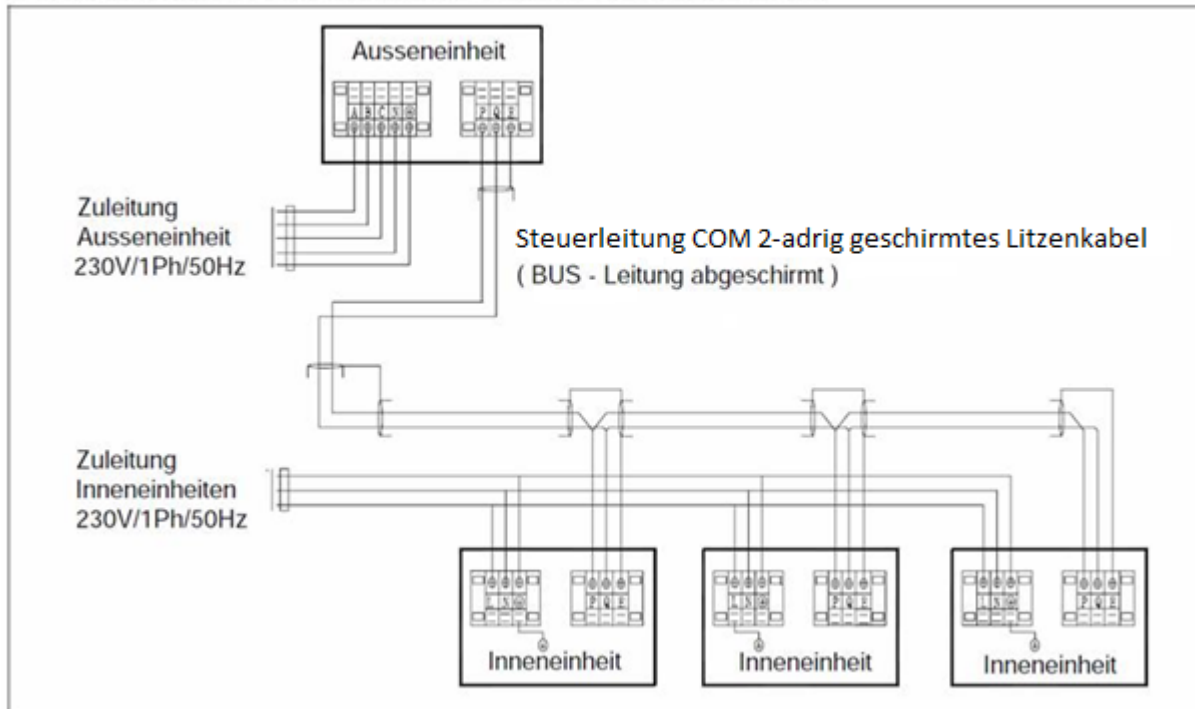 Ausseneinheit
A B C N
P Q E
Zuleitung
Ausseneinheit
230V/1Ph/50Hz
Steuerleitung COM 2-adrig geschirmtes Litzenkabel
( BUS - Leitung abgeschirmt )
Zuleitung
Inneneinheiten
230V/1Ph/50Hz
L N
P Q E
L N
P Q E
L N
P Q E
Inneneinheit
Inneneinheit
Inneneinheit